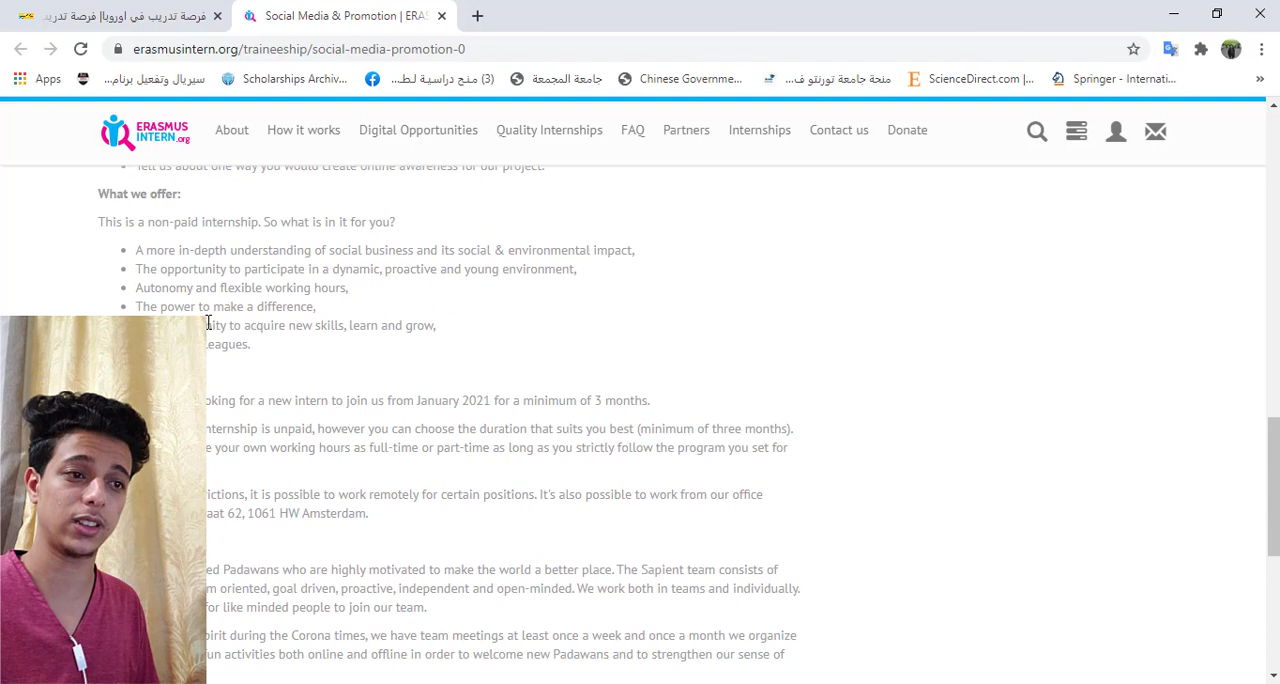 فرصة تدريب في اوروبا| فرصة تدريد
Social Media & Promotion | ERAS
erasmusintern.org/traineeship/social-media-promotion-0
Apps
سيريال وتفعيل برنام...
Scholarships Archiv...
(3) منح دراسية لط...
جامعة المجمعة
Chinese Governme...
منحة جامعة تورنتو ف...
ScienceDirect.com |...
Springer - Internati...
ERASMUS
INTERN.org
About
How it works
Digital Opportunities
Quality Internships
FAQ
Partners
Internships
Contact us
Donate
Tell us about one way you would create online awareness for our project.
What we offer:
This is a non-paid internship. So what is in it for you?
A more in-depth understanding of social business and its social & environmental impact,
The opportunity to participate in a dynamic, proactive and young environment,
Autonomy and flexible working hours,
The power to make a difference,
ity to acquire new skills, learn and grow,
leagues.
oking for a new intern to join us from January 2021 for a minimum of 3 months.
nternship is unpaid, however you can choose the duration that suits you best (minimum of three months).
e your own working hours as full-time or part-time as long as you strictly follow the program you set for
ictions, it is possible to work remotely for certain positions. It's also possible to work from our office
aat 62, 1061 HW Amsterdam.
ed Padawans who are highly motivated to make the world a better place. The Sapient team consists of
m oriented, goal driven, proactive, independent and open-minded. We work both in teams and individually.
for like minded people to join our team.
pirit during the Corona times, we have team meetings at least once a week and once a month we organize
un activities both online and offline in order to welcome new Padawans and to strengthen our sense of